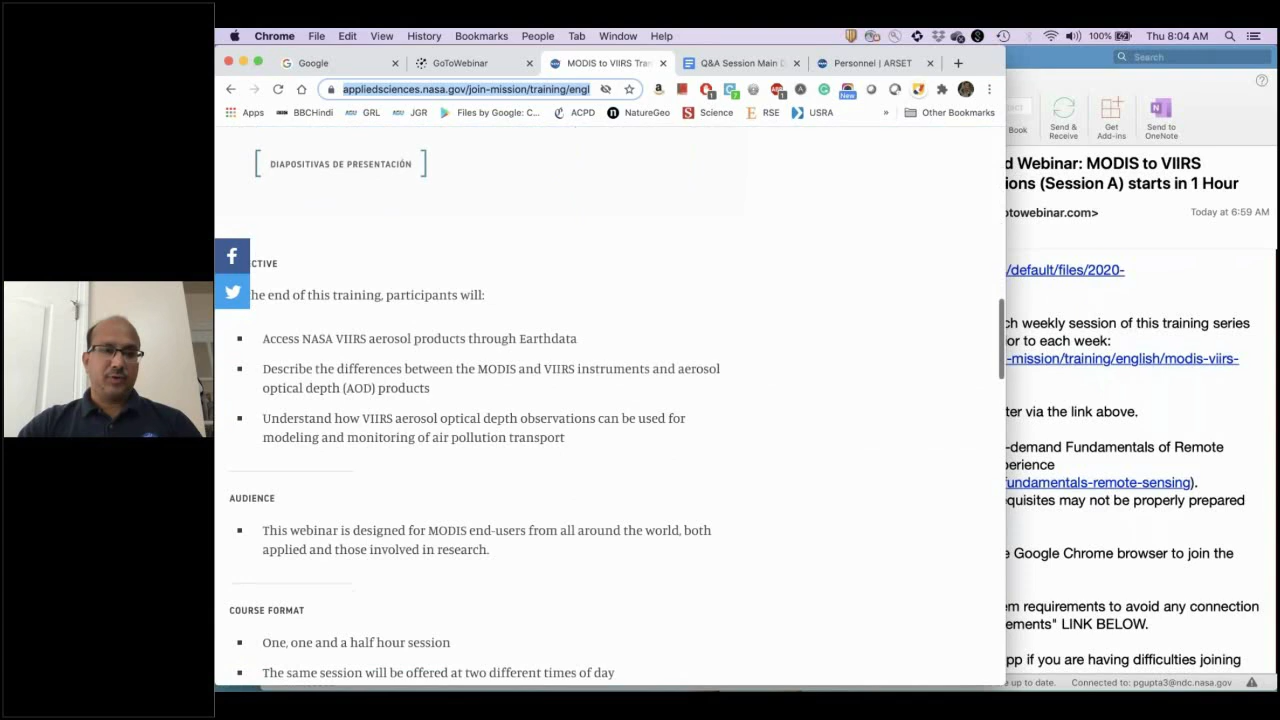 Chrome File Edit View History Bookmarks People Tab Window Help
100% Thu 8:04 AM
Google
GoToWebinar
MODIS to VIIRS Tra
Q&A Session Main D
Personnel | ARSET
Search
appliedsciences.nasa.gov/join-mission/training/engl
New
Apps BBCHindi GRL JGR Files by Google: C... ACPD NatureGeo Science RSE USRA » Other Bookmarks
Book
Send & Receive
Get Add-ins
Send to OneNote
DIAPOSITIVAS DE PRESENTACIÓN
CTIVE
he end of this training, participants will:
Access NASA VIIRS aerosol products through Earthdata
Describe the differences between the MODIS and VIIRS instruments and aerosol
optical depth (AOD) products
Understand how VIIRS aerosol optical depth observations can be used for
modeling and monitoring of air pollution transport
AUDIENCE
This webinar is designed for MODIS end-users from all around the world, both
applied and those involved in research.
COURSE FORMAT
One, one and a half hour session
The same session will be offered at two different times of day
d Webinar: MODIS to VIIRS
ions (Session A) starts in 1 Hour
otowebinar.com>
Today at 6:59 AM
/default/files/2020-
ch weekly session of this training series
or to each week:
-mission/training/english/modis-viirs-
ter via the link above.
-demand Fundamentals of Remote
perience
fundamentals-remote-sensing).
quisites may not be properly prepared
e Google Chrome browser to join the
em requirements to avoid any connection
ements" LINK BELOW.
pp if you are having difficulties joining
e up to date. Connected to: pgupta3@ndc.nasa.gov